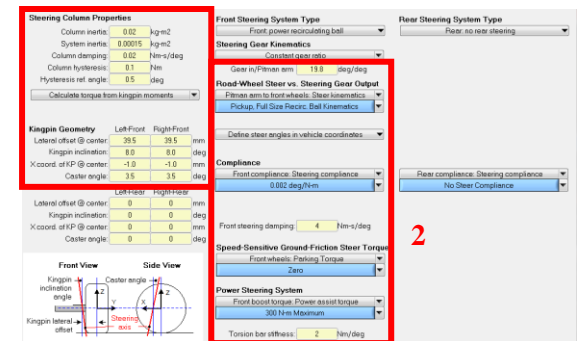 Steering Column Properties
Column inertia: 0.02 kg-m2
System inertia: 0.00015 kg-m2
Column damping: 0.02 Nm-s/deg
Column hysteresis: 0.1 Nm
Hysteresis ref. angle: 0.5 deg
Calculate torque from kingpin moments
Kingpin Geometry Left-Front Right-Front
Lateral offset @ center: 39.5 39.5 mm
Kingpin inclination: 8.0 8.0 deg
X coord. of KP @ center: -1.0 -1.0 mm
Caster angle: 3.5 3.5 deg
Left-Rear Right-Rear
Lateral offset @ center: 0 0 mm
Kingpin inclination: 0 0 deg
X coord. of KP @ center: 0 0 mm
Caster angle: 0 0 deg
Front View Side View
Kingpin inclination angle
Caster angle
Z
Y
X
Z
Kingpin lateral offset
Steering axis
Front Steering System Type
Front: power recirculating ball
Steering Gear Kinematics
Constant gear ratio
Gear in/Pitman arm 19.0 deg/deg
Road-Wheel Steer vs. Steering Gear Output
Pitman arm to front wheels: Steer kinematics
Pickup, Full Size Recirc. Ball Kinematics
Define steer angles in vehicle coordinates
Compliance
Front compliance: Steering compliance
0.002 deg/N-m
Front steering damping: 4 Nm-s/deg
Speed-Sensitive Ground-Friction Steer Torque
Front wheels: Parking Torque
Zero
Power Steering System
Front boost torque: Power assist torque
300 N-m Maximum
Torsion bar stiffness: 2 Nm/deg
2
Rear Steering System Type
Rear: no rear steering
Rear compliance: Steering compliance
No Steer Compliance